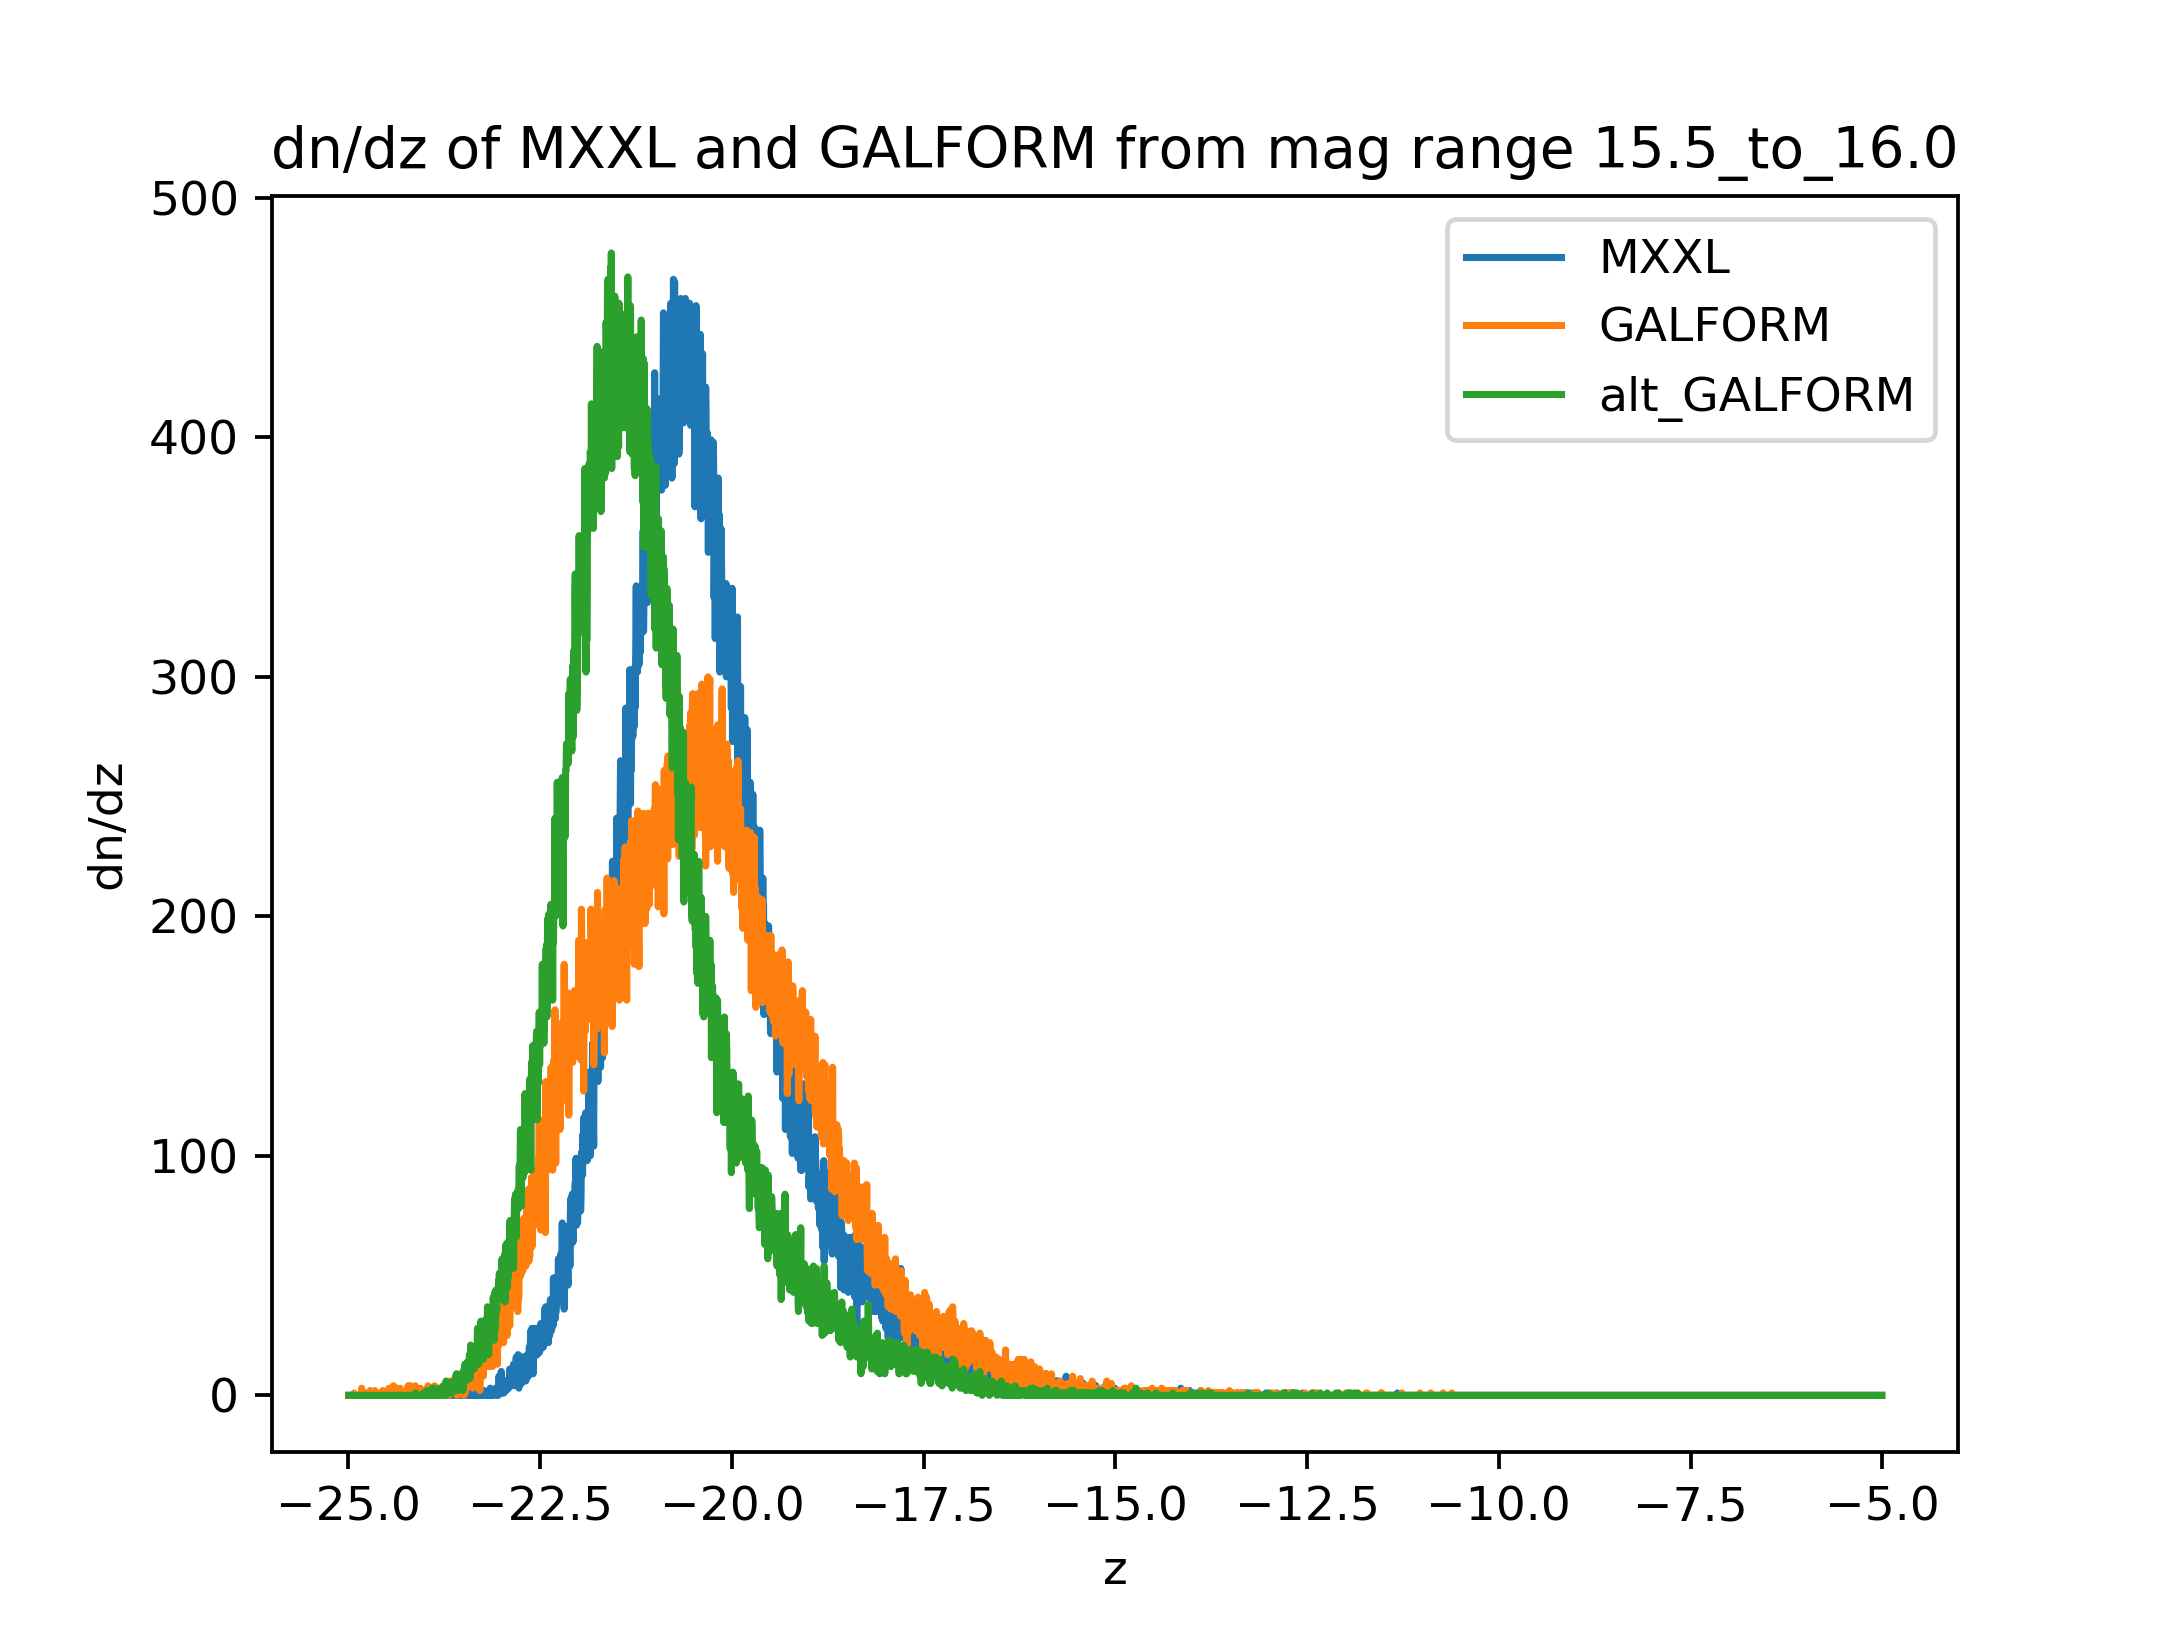 dn/dz of MXXL and GALFORM from mag range 15.5_to_16.0
500
400
300
200
100
0
dn/dz
MXXL
GALFORM
alt_GALFORM
−25.0 −22.5 −20.0 −17.5 −15.0 −12.5 −10.0 −7.5 −5.0
z